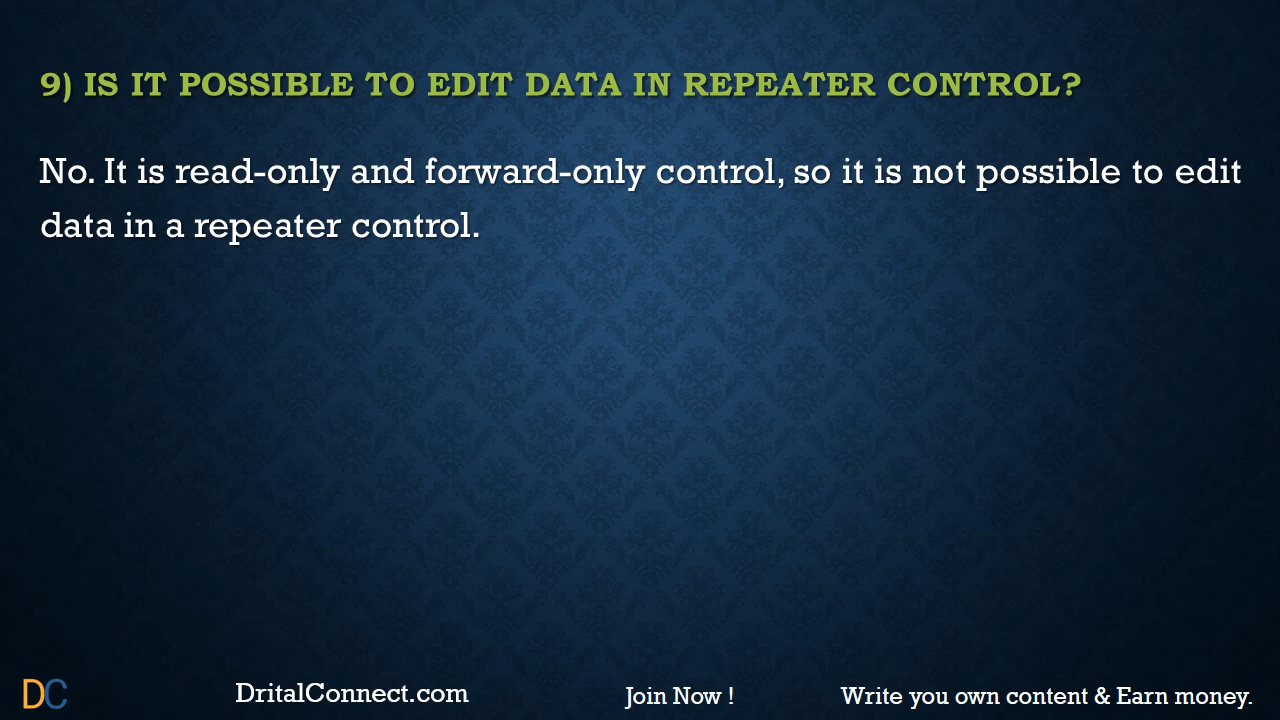 9) IS IT POSSIBLE TO EDIT DATA IN REPEATER CONTROL?
No. It is read-only and forward-only control, so it is not possible to edit
data in a repeater control.
DC
DritalConnect.com
Join Now !
Write you own content & Earn money.